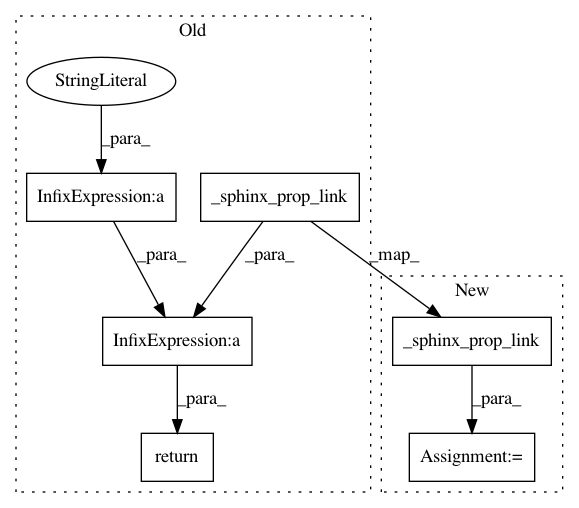 Old
StringLiteral
_para_
InfixExpression:a
_sphinx_prop_link
_para_
_para_
_map_
New
InfixExpression:a
_sphinx_prop_link
_para_
_para_
return
Assignment:=